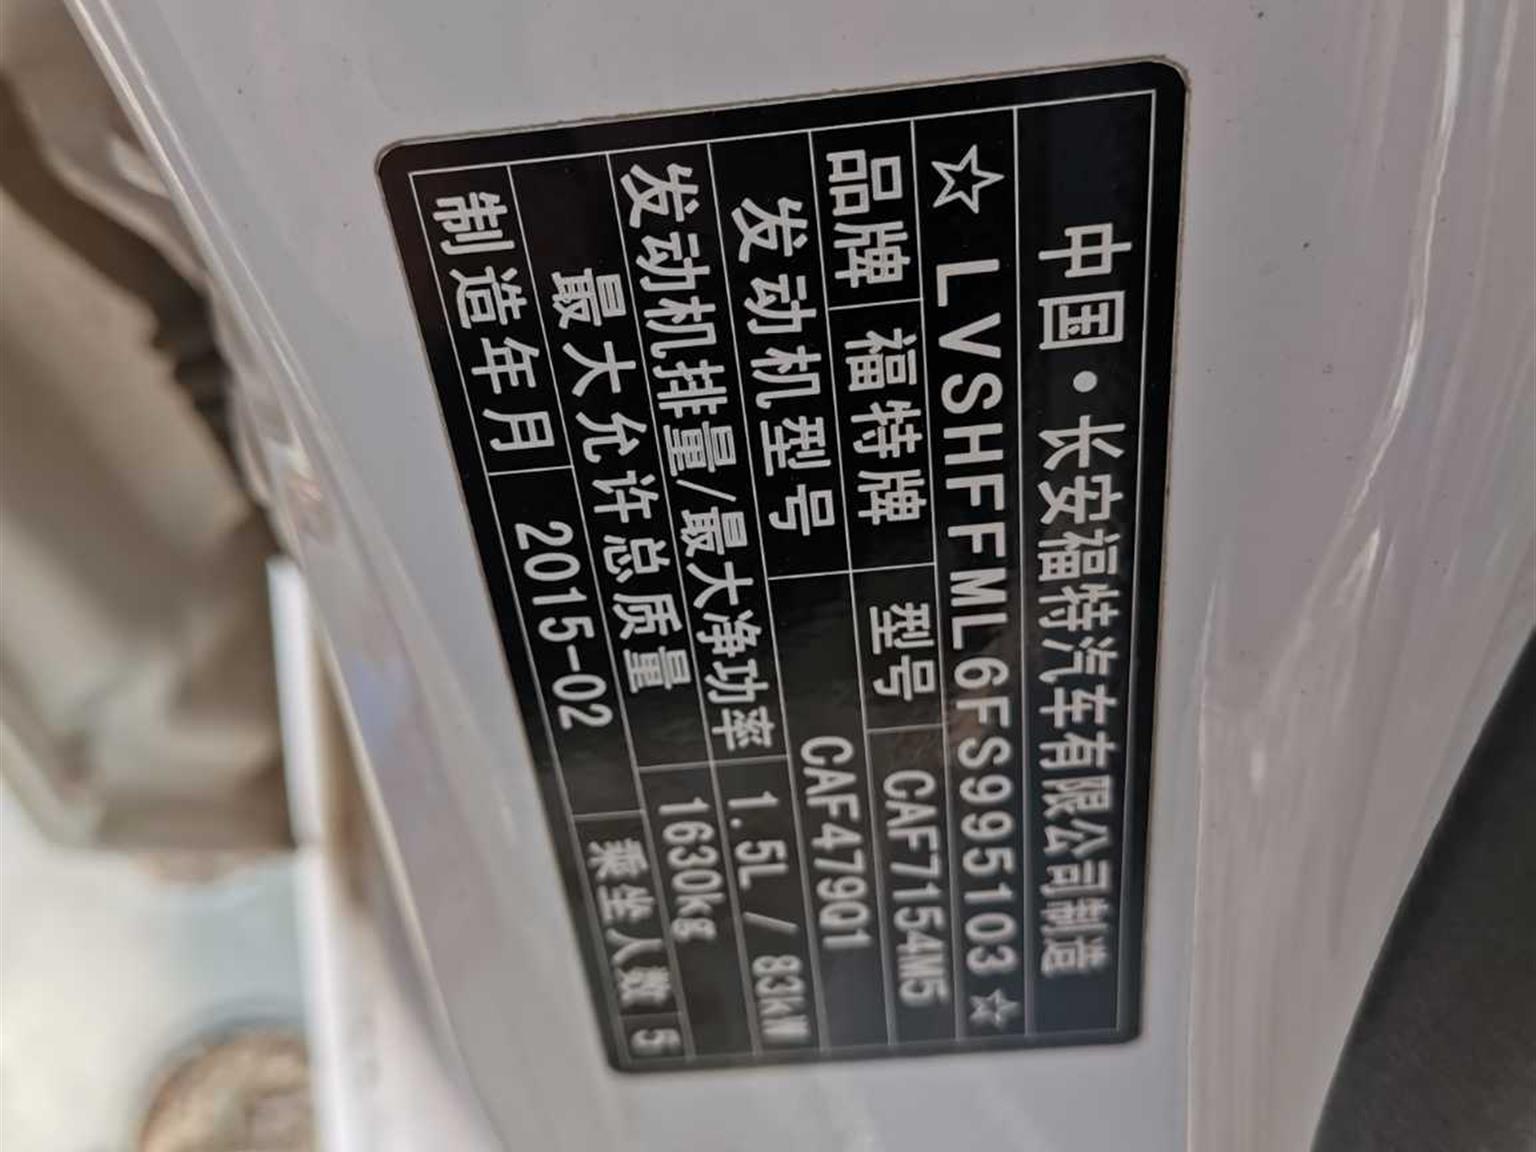 中国·长安福特汽车有限公司制造
☆LVSHFFML6FS995103☆
品牌 福特牌 型号 CAF7154M5
发动机型号 CAF479Q1
发动机排量/最大净功率 1.5L / 83kW
最大允许总质量 1630kg
制造年月 2015-02 乘坐人数 5